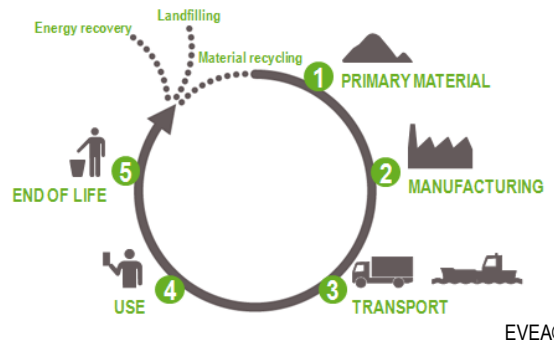 Landfilling
Energy recovery
Material recycling
1
PRIMARY MATERIAL
2
MANUFACTURING
3
TRANSPORT
4
USE
5
END OF LIFE